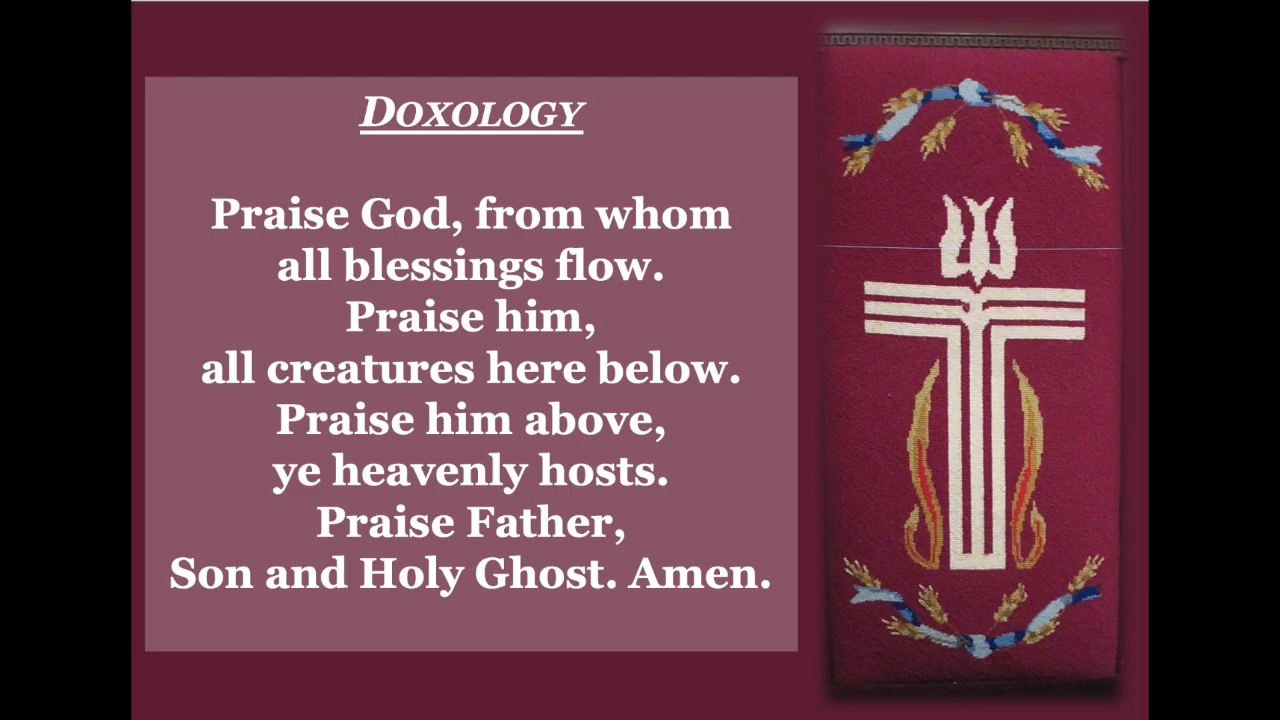 DOXOLOGY
Praise God, from whom
all blessings flow.
Praise him,
all creatures here below.
Praise him above,
ye heavenly hosts.
Praise Father,
Son and Holy Ghost. Amen.